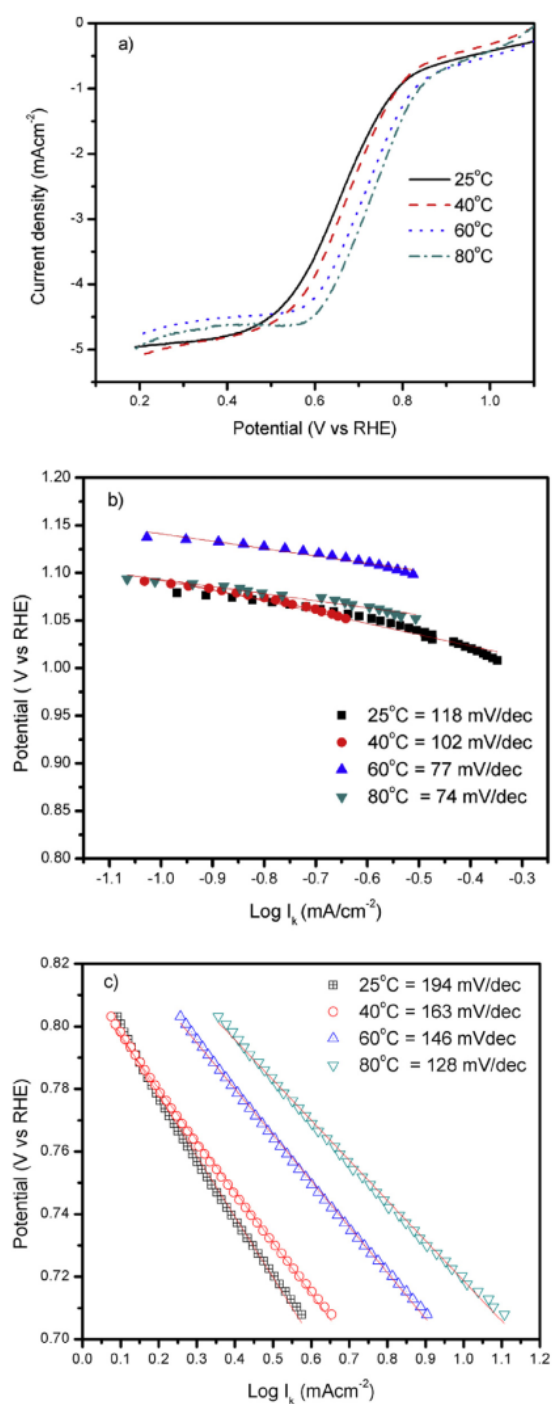 a)
0
-1
-2
-3
-4
-5
Current density (mAcm⁻²)
25°C
40°C
60°C
80°C
0.2 0.4 0.6 0.8 1.0
Potential (V vs RHE)
b)
1.20
1.15
1.10
1.05
1.00
0.95
0.90
0.85
0.80
Potential ( V vs RHE)
25°C = 118 mV/dec
40°C = 102 mV/dec
60°C = 77 mV/dec
80°C = 74 mV/dec
-1.1 -1.0 -0.9 -0.8 -0.7 -0.6 -0.5 -0.4 -0.3
Log Iₖ (mA/cm⁻²)
c)
0.82
0.80
0.78
0.76
0.74
0.72
0.70
Potential (V vs RHE)
25°C = 194 mV/dec
40°C = 163 mV/dec
60°C = 146 mV/dec
80°C = 128 mV/dec
0.0 0.1 0.2 0.3 0.4 0.5 0.6 0.7 0.8 0.9 1.0 1.1 1.2
Log Iₖ (mAcm⁻²)